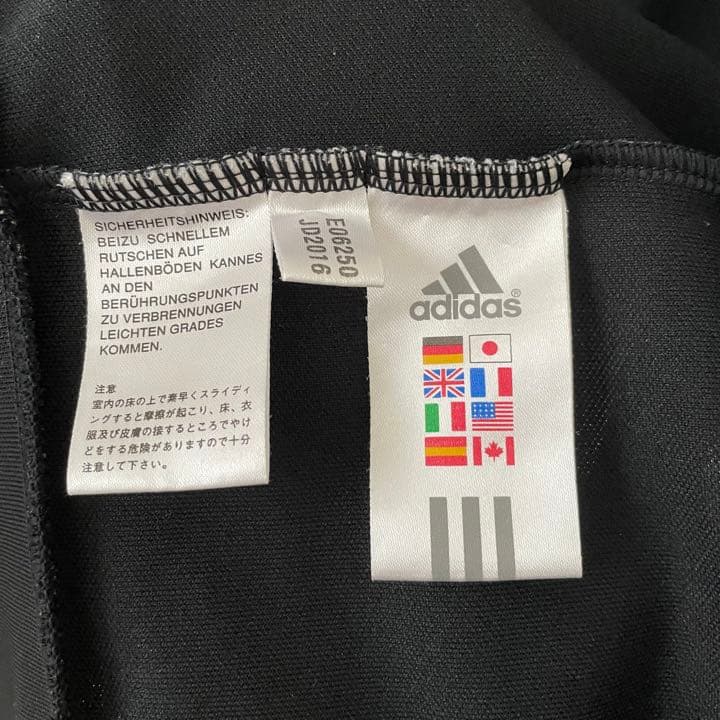 SICHERHEITSHINWEIS:
BEIZU SCHNELLEM
RUTSCHEN AUF
HALLENBÖDEN KANNES
AN DEN
BERÜHRUNGSPUNKTEN
ZU VERBRENNUNGEN
LEICHTEN GRADES
KOMMEN.
注意
室内の床の上で素早くスライディ
ングすると摩擦が起こり、床、衣
服及び皮膚の接するところでやけ
どをする危険がありますので十分
注意して下さい。
E06250
JD2016
adidas®